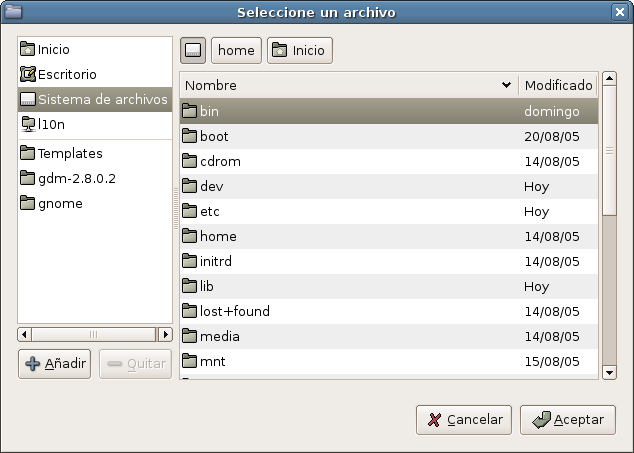 Seleccione un archivo
Inicio
Escritorio
Sistema de archivos
l10n
Templates
gdm-2.8.0.2
gnome
Añadir
Quitar
home
Inicio
Nombre Modificado
bin domingo
boot 20/08/05
cdrom 14/08/05
dev Hoy
etc Hoy
home 14/08/05
initrd 14/08/05
lib Hoy
lost+found 14/08/05
media 14/08/05
mnt 15/08/05
Cancelar
Aceptar